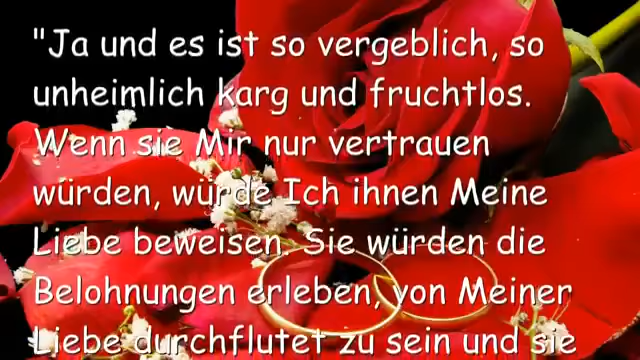 "Ja und es ist so vergeblich, so
unheimlich karg und fruchtlos.
Wenn sie Mir nur vertrauen
würden, würde Ich ihnen Meine
Liebe beweisen. Sie würden die
Belohnungen erleben, von Meiner
Liebe durchflutet zu sein und sie